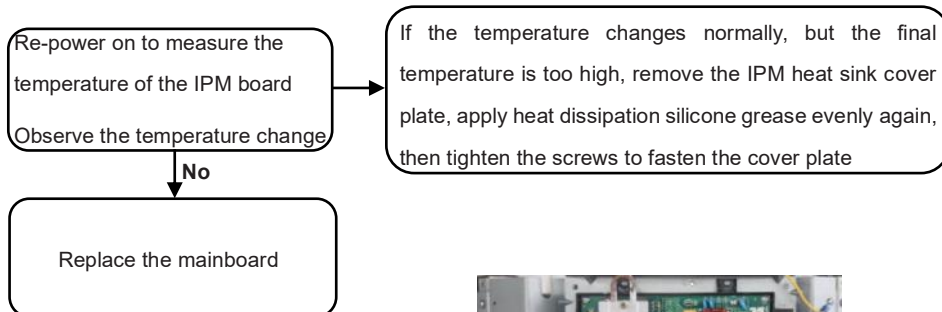 Re-power on to measure the
temperature of the IPM board
Observe the temperature change
If the temperature changes normally, but the final
temperature is too high, remove the IPM heat sink cover
plate, apply heat dissipation silicone grease evenly again,
then tighten the screws to fasten the cover plate
No
Replace the mainboard